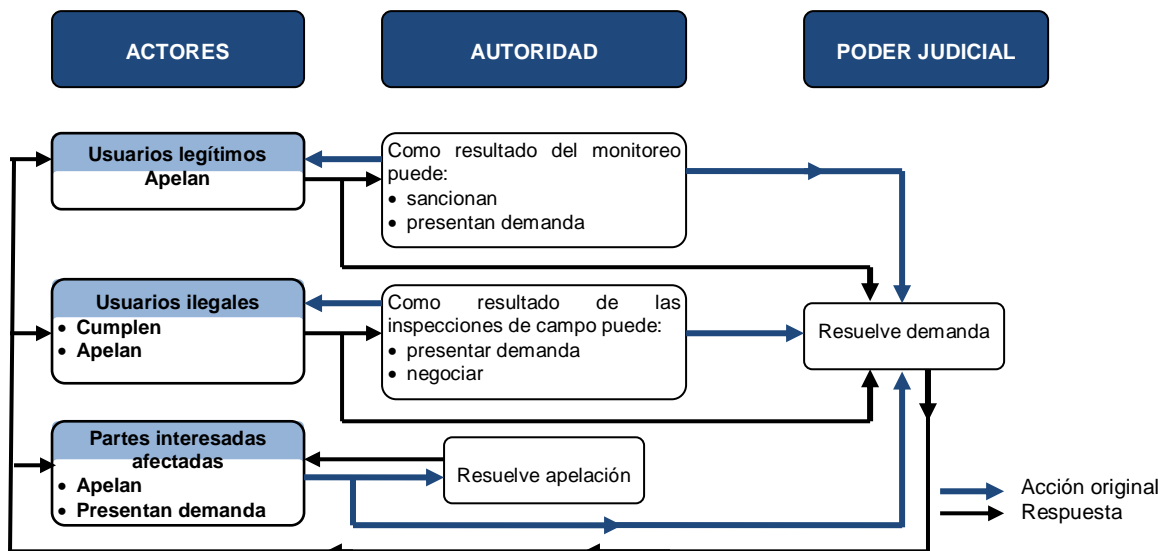 ACTORES
AUTORIDAD
PODER JUDICIAL
Usuarios legítimos
Apelan
Como resultado del monitoreo
puede:
• sancionan
• presentan demanda
Usuarios ilegales
• Cumplen
• Apelan
Como resultado de las
inspecciones de campo puede:
• presentar demanda
• negociar
Resuelve demanda
Partes interesadas
afectadas
• Apelan
• Presentan demanda
Resuelve apelación
Acción original
Respuesta